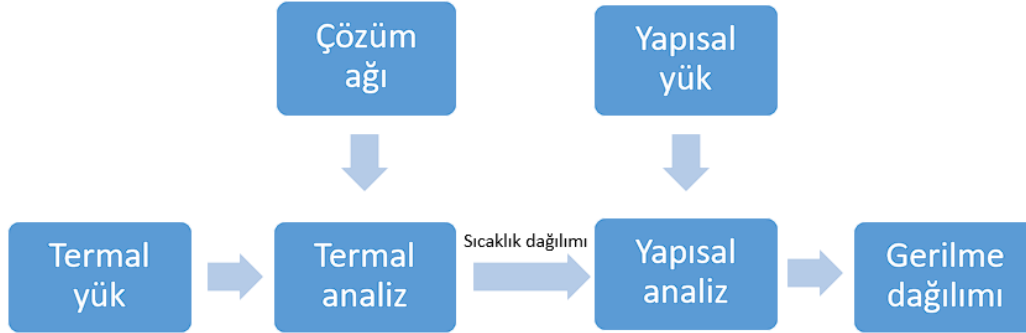 Çözüm
ağı
Yapısal
yük
Termal
yük
Termal
analiz
Sıcaklık dağılımı
Yapısal
analiz
Gerilme
dağılımı